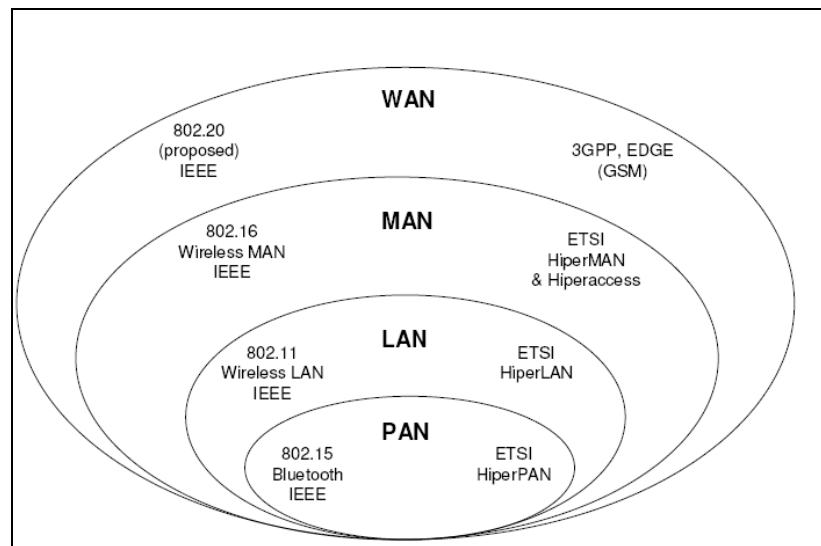 WAN
802.20
(proposed)
IEEE
3GPP, EDGE
(GSM)
MAN
802.16
Wireless MAN
IEEE
ETSI
HiperMAN
& Hiperaccess
LAN
802.11
Wireless LAN
IEEE
ETSI
HiperLAN
PAN
802.15
Bluetooth
IEEE
ETSI
HiperPAN